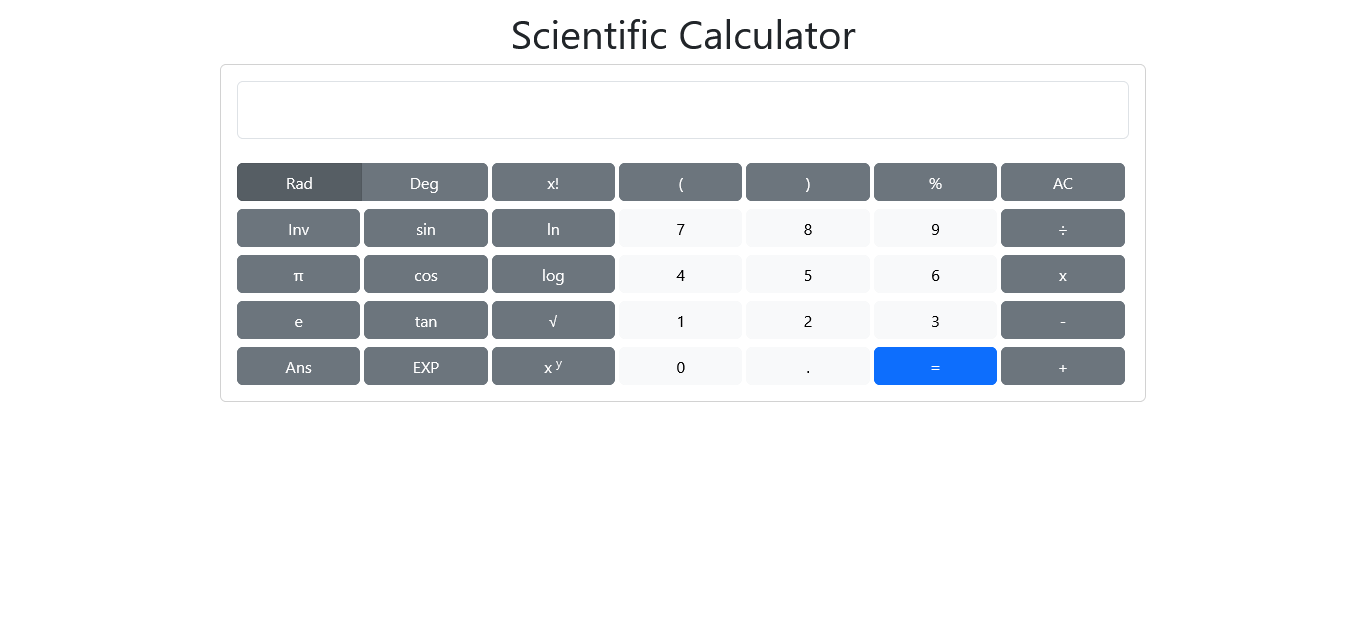 Scientific Calculator
Rad Deg x! ( ) % AC
Inv sin ln 7 8 9 ÷
π cos log 4 5 6 x
e tan √ 1 2 3 -
Ans EXP x y 0 . = +